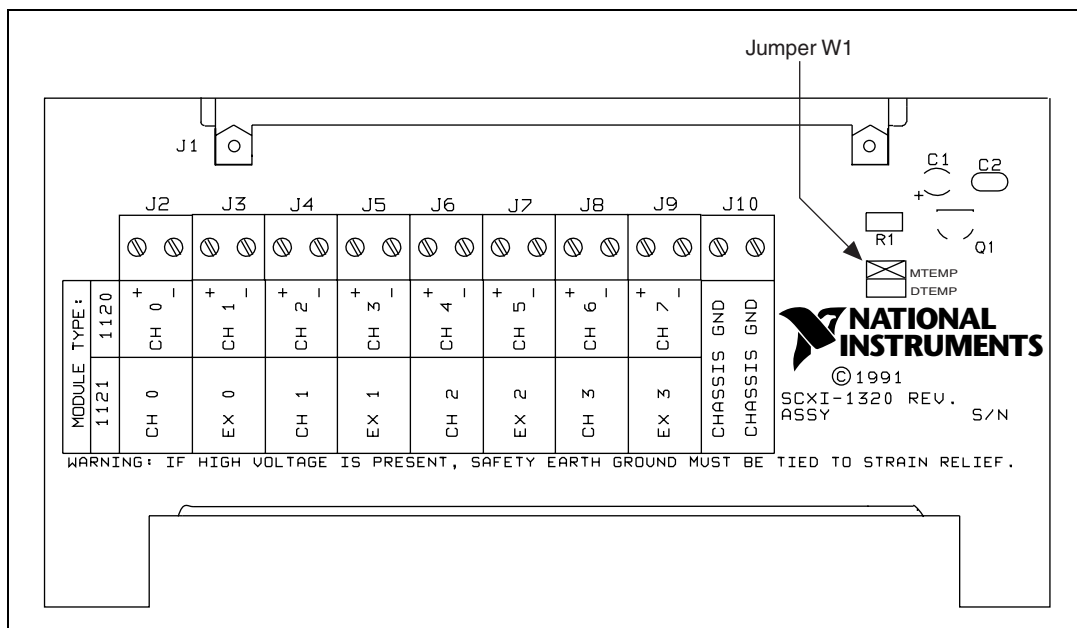 Jumper W1
J1
C1 C2
+
J2 J3 J4 J5 J6 J7 J8 J9 J10
R1
Q1
MTEMP
DTEMP
MODULE TYPE:
1120
+ CH 0 −
+ CH 1 −
+ CH 2 −
+ CH 3 −
+ CH 4 −
+ CH 5 −
+ CH 6 −
+ CH 7 −
1121
CH 0
EX 0
CH 1
EX 1
CH 2
EX 2
CH 3
EX 3
CHASSIS GND
CHASSIS GND
NATIONAL
INSTRUMENTS
©1991
SCXI-1320 REV.
ASSY S/N
WARNING: IF HIGH VOLTAGE IS PRESENT, SAFETY EARTH GROUND MUST BE TIED TO STRAIN RELIEF.